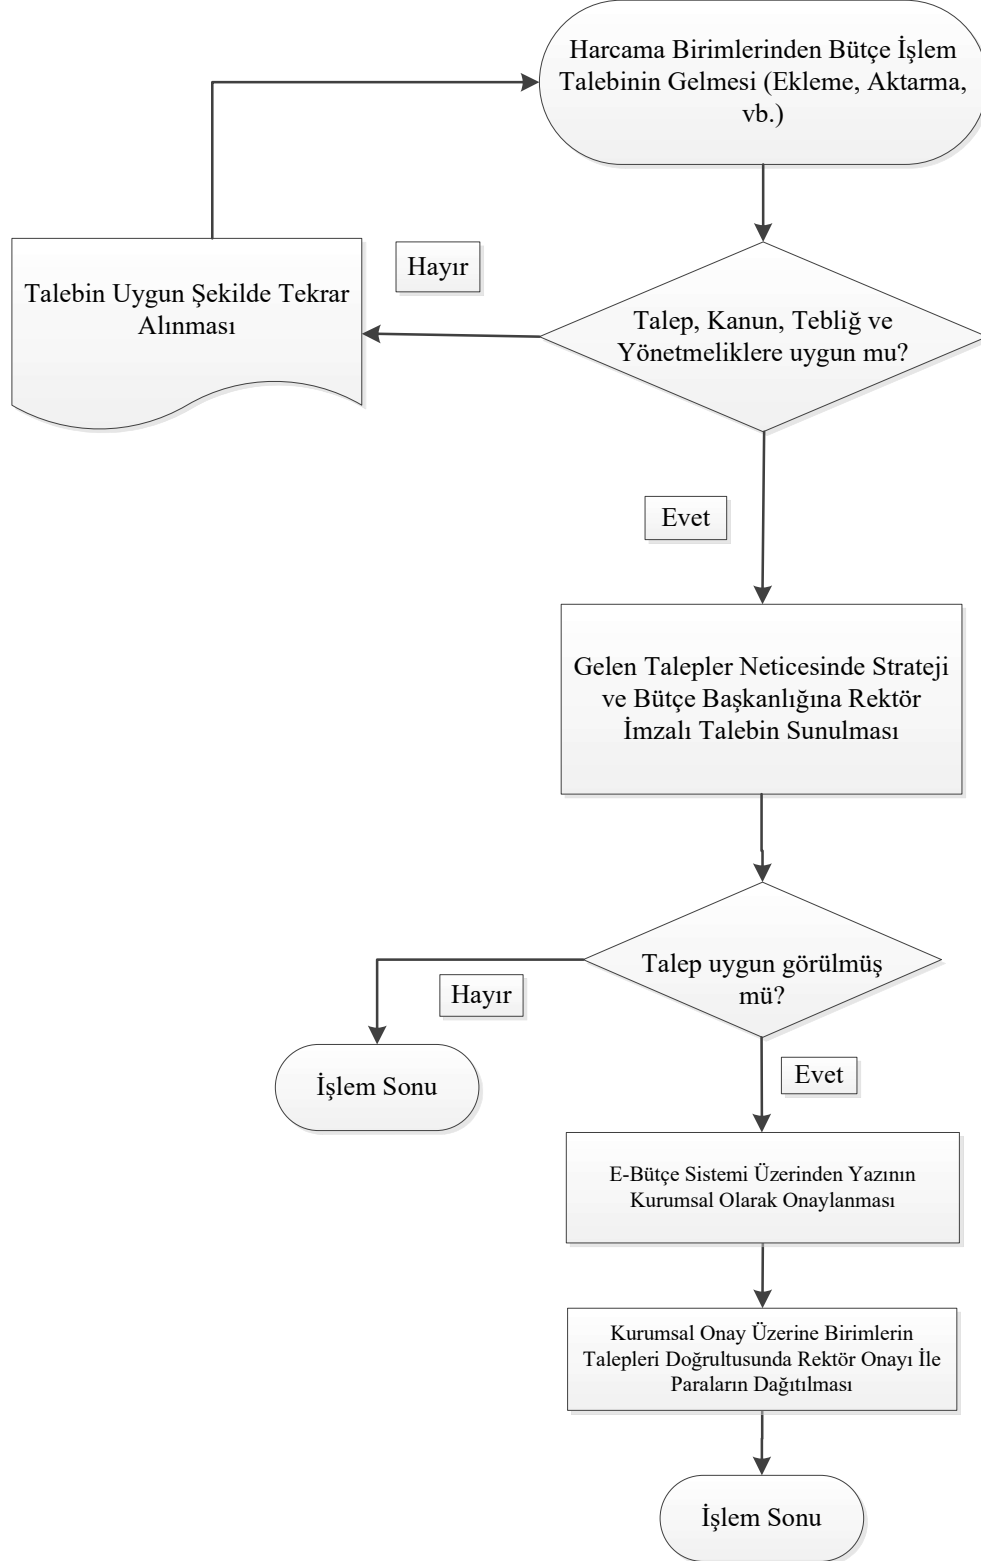 Harcama Birimlerinden Bütçe İşlem
Talebinin Gelmesi (Ekleme, Aktarma,
vb.)
Hayır
Talebin Uygun Şekilde Tekrar
Alınması
Talep, Kanun, Tebliğ ve
Yönetmeliklere uygun mu?
Evet
Gelen Talepler Neticesinde Strateji
ve Bütçe Başkanlığına Rektör
İmzalı Talebin Sunulması
Talep uygun görülmüş
mü?
Hayır
İşlem Sonu
Evet
E-Bütçe Sistemi Üzerinden Yazının
Kurumsal Olarak Onaylanması
Kurumsal Onay Üzerine Birimlerin
Talepleri Doğrultusunda Rektör Onayı İle
Paraların Dağıtılması
İşlem Sonu